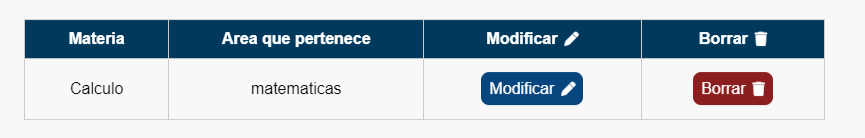 Materia Area que pertenece Modificar Borrar
Calculo matematicas Modificar Borrar